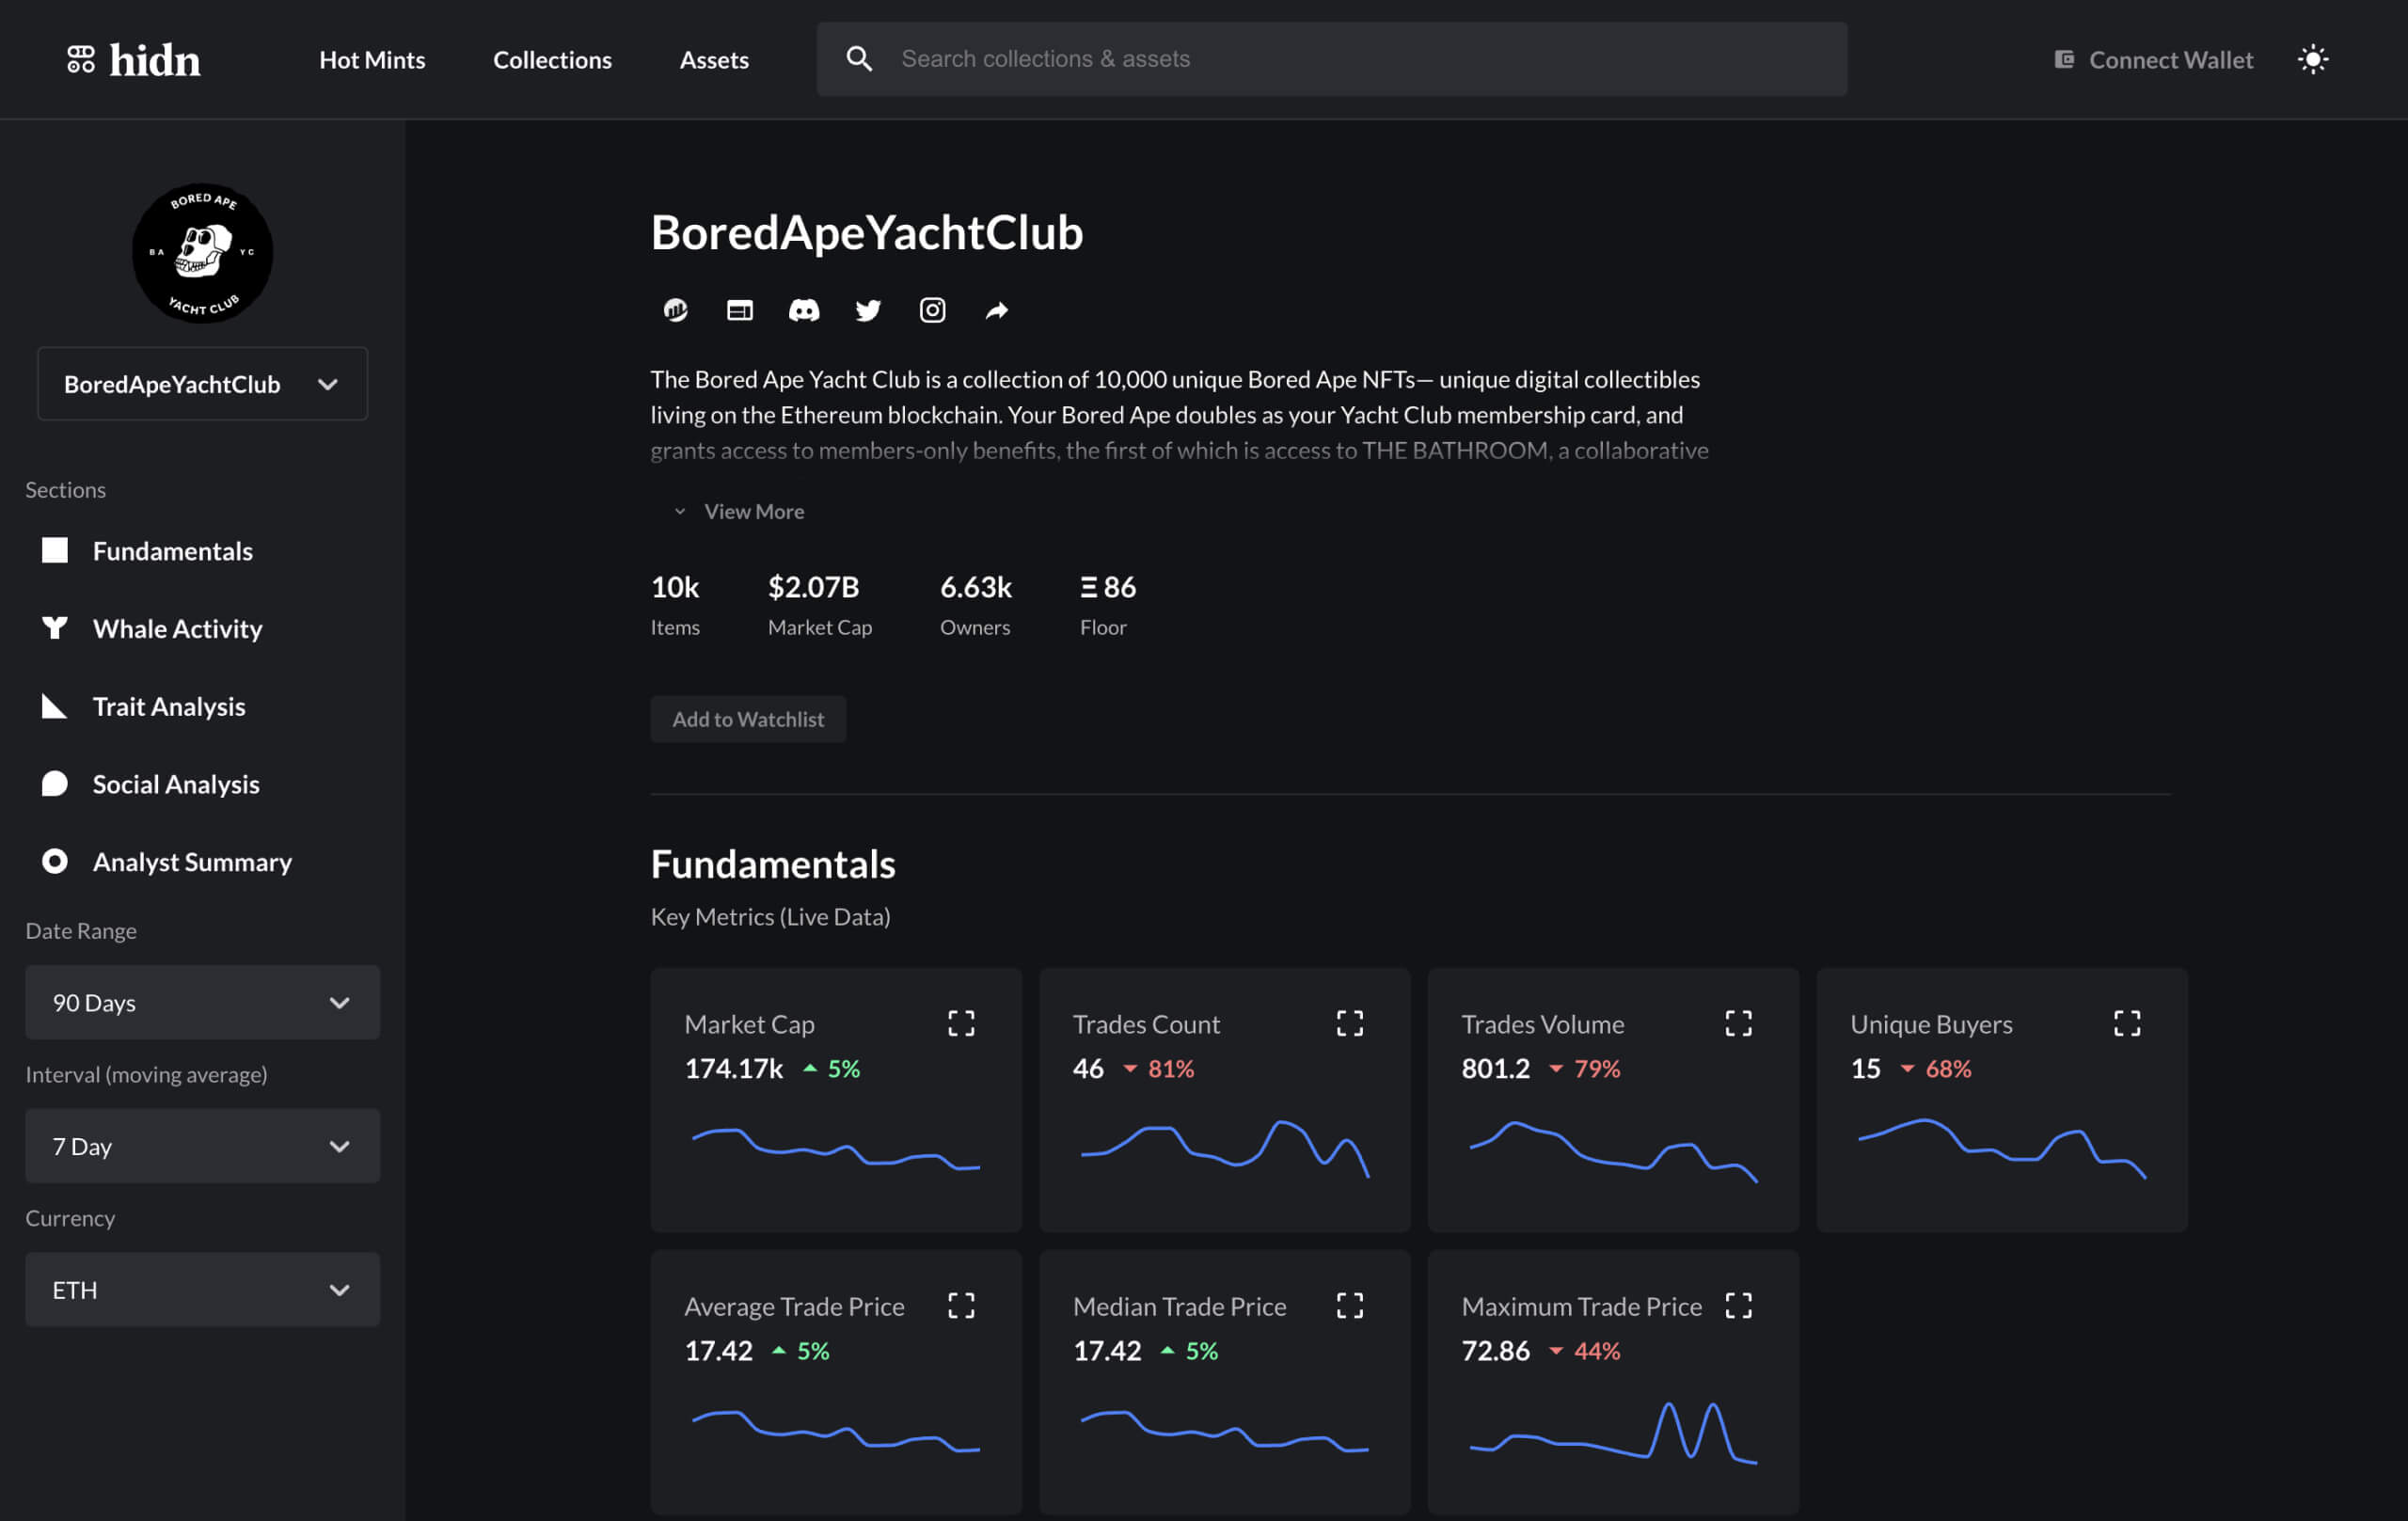 hidn
Hot Mints
Collections
Assets
Search collections & assets
Connect Wallet
BORED APE
BA YC
YACHT CLUB
BoredApeYachtClub
Sections
Fundamentals
Whale Activity
Trait Analysis
Social Analysis
Analyst Summary
Date Range
90 Days
Interval (moving average)
7 Day
Currency
ETH
BoredApeYachtClub
The Bored Ape Yacht Club is a collection of 10,000 unique Bored Ape NFTs— unique digital collectibles
living on the Ethereum blockchain. Your Bored Ape doubles as your Yacht Club membership card, and
grants access to members-only benefits, the first of which is access to THE BATHROOM, a collaborative
View More
10k
Items
$2.07B
Market Cap
6.63k
Owners
Ξ 86
Floor
Add to Watchlist
Fundamentals
Key Metrics (Live Data)
Market Cap
174.17k 5%
Trades Count
46 81%
Trades Volume
801.2 79%
Unique Buyers
15 68%
Average Trade Price
17.42 5%
Median Trade Price
17.42 5%
Maximum Trade Price
72.86 44%